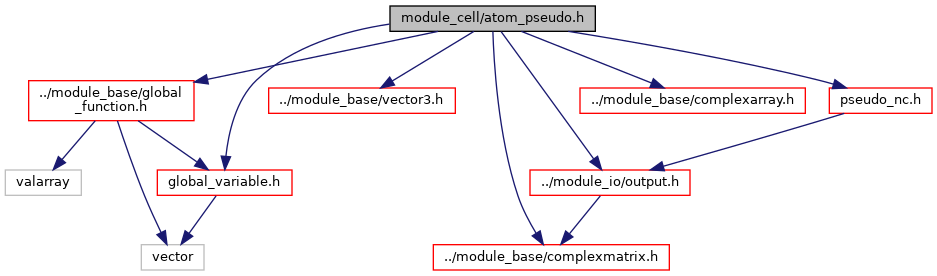 module_cell/atom_pseudo.h
../module_base/global
_function.h
../module_base/vector3.h
../module_base/complexarray.h
pseudo_nc.h
valarray
global_variable.h
../module_io/output.h
vector
../module_base/complexmatrix.h